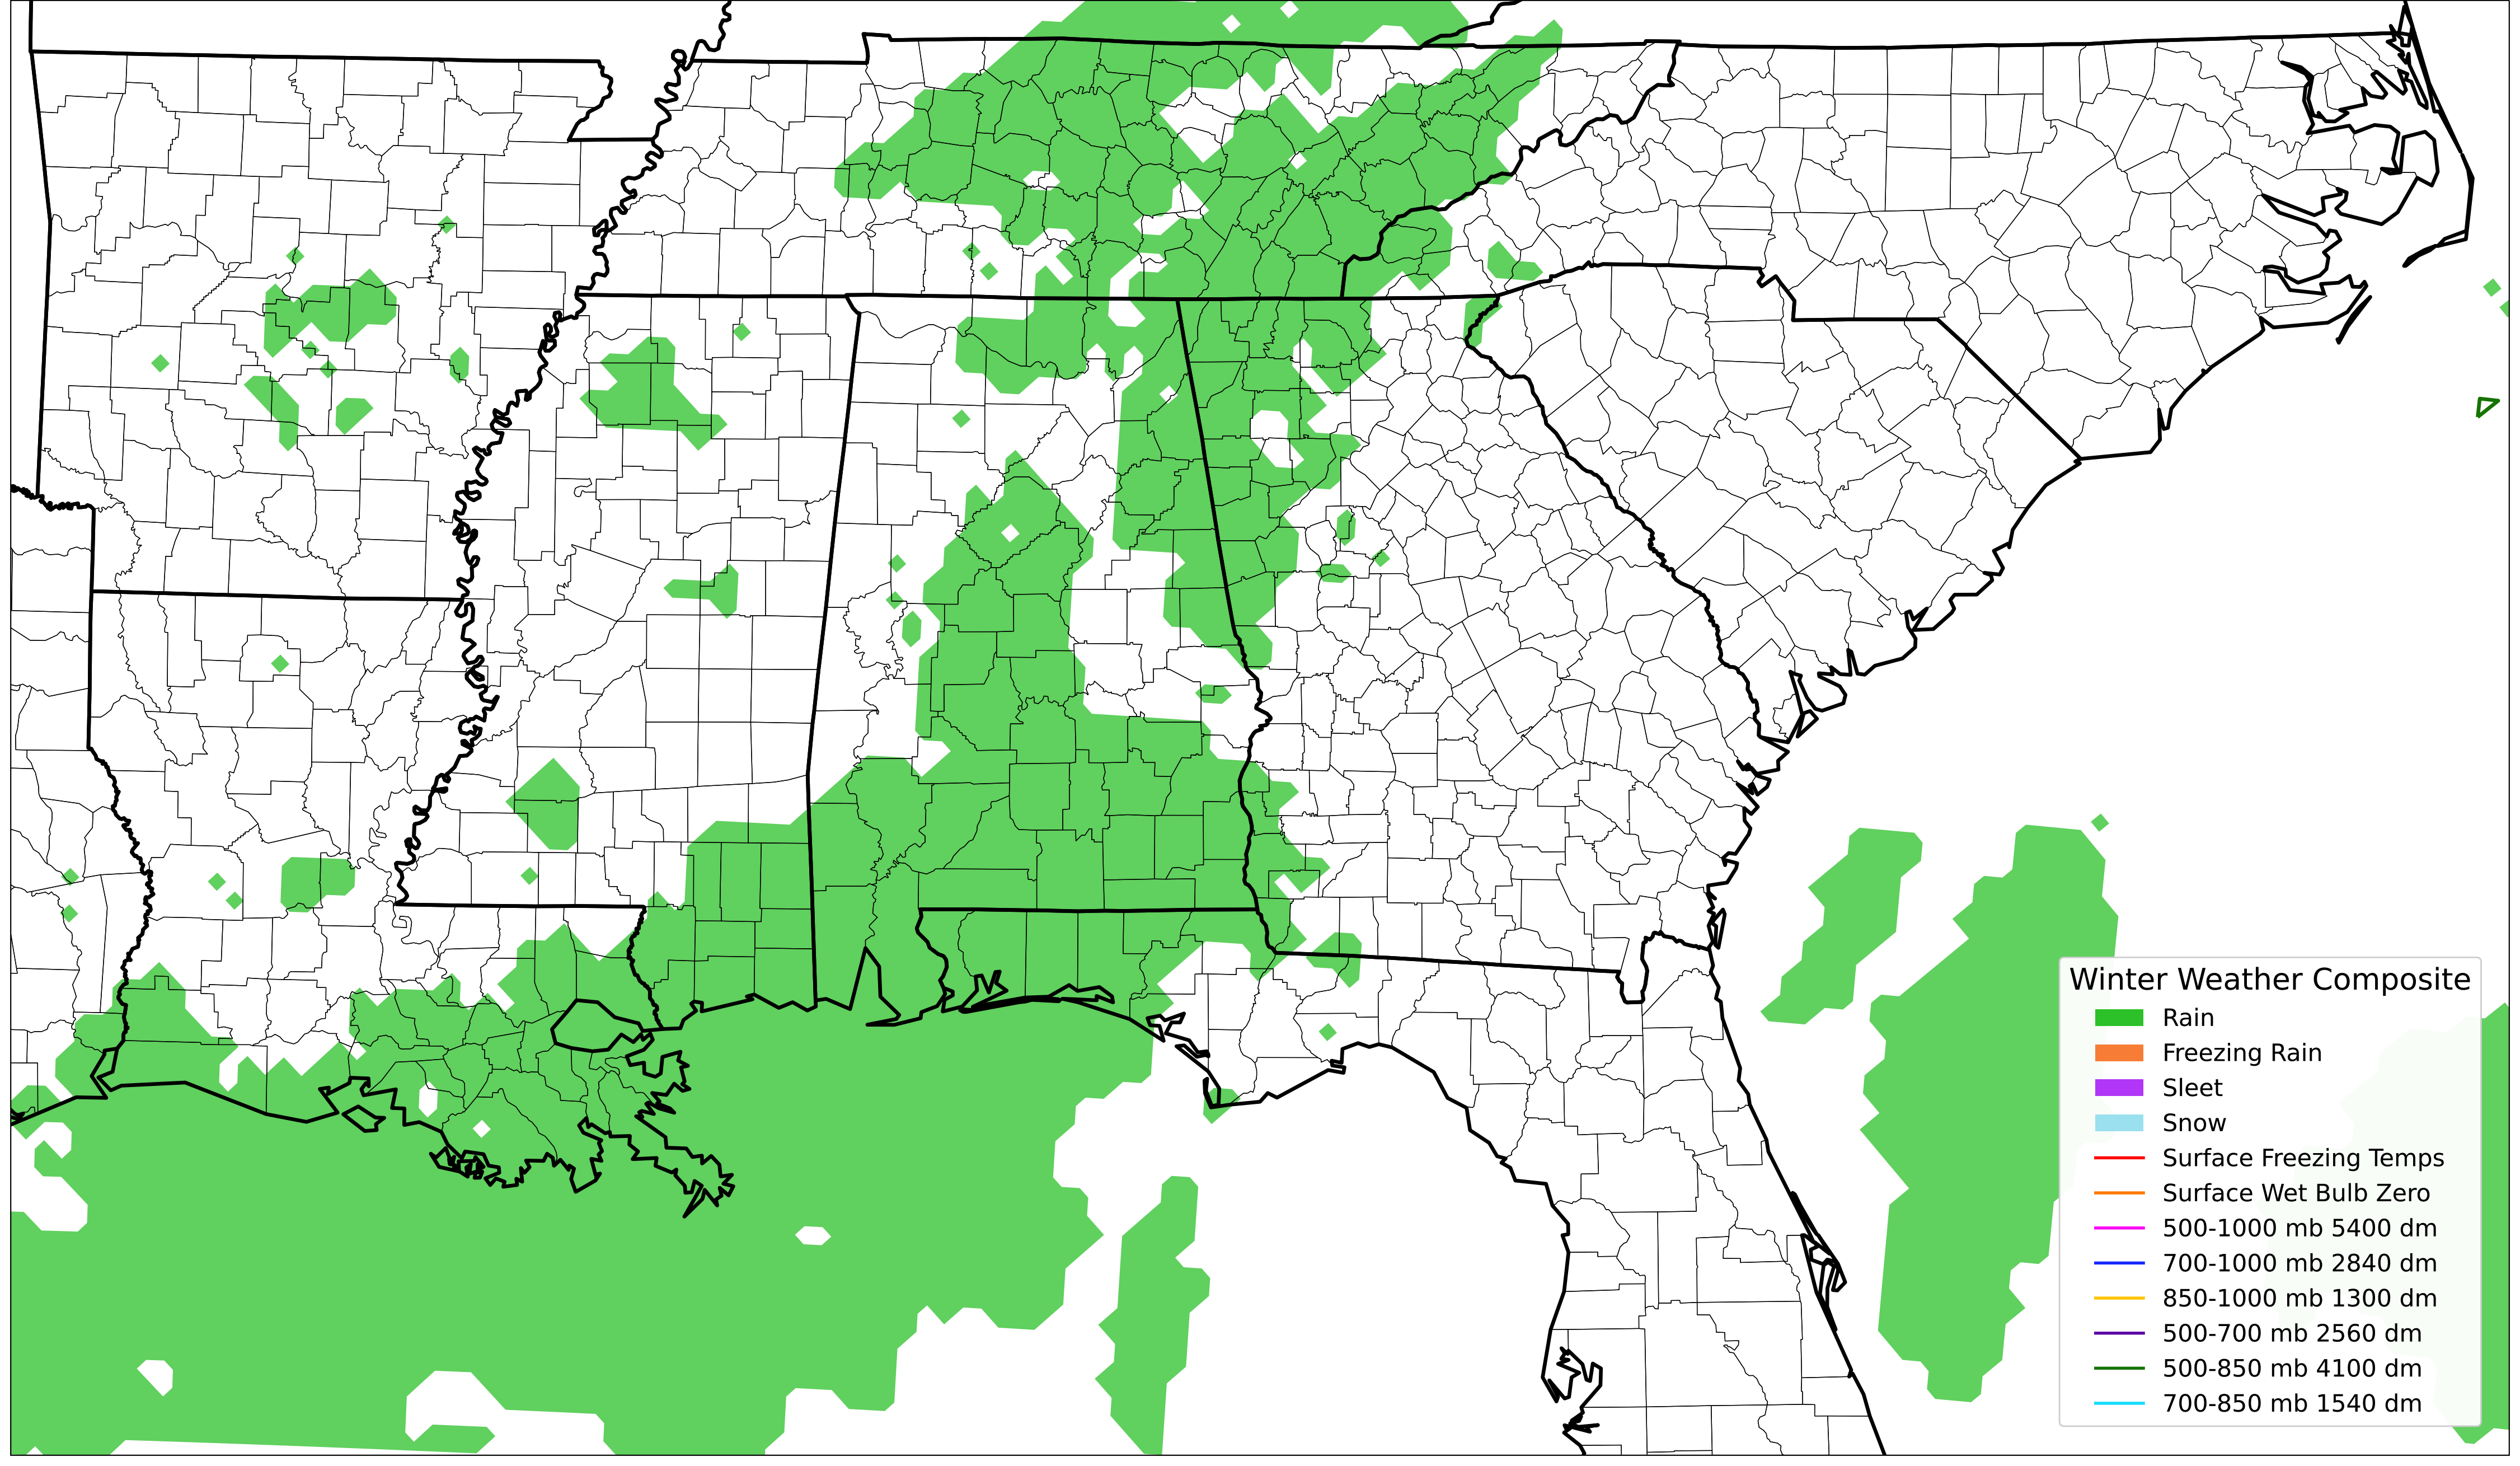 Winter Weather Composite
Rain
Freezing Rain
Sleet
Snow
Surface Freezing Temps
Surface Wet Bulb Zero
500-1000 mb 5400 dm
700-1000 mb 2840 dm
850-1000 mb 1300 dm
500-700 mb 2560 dm
500-850 mb 4100 dm
700-850 mb 1540 dm